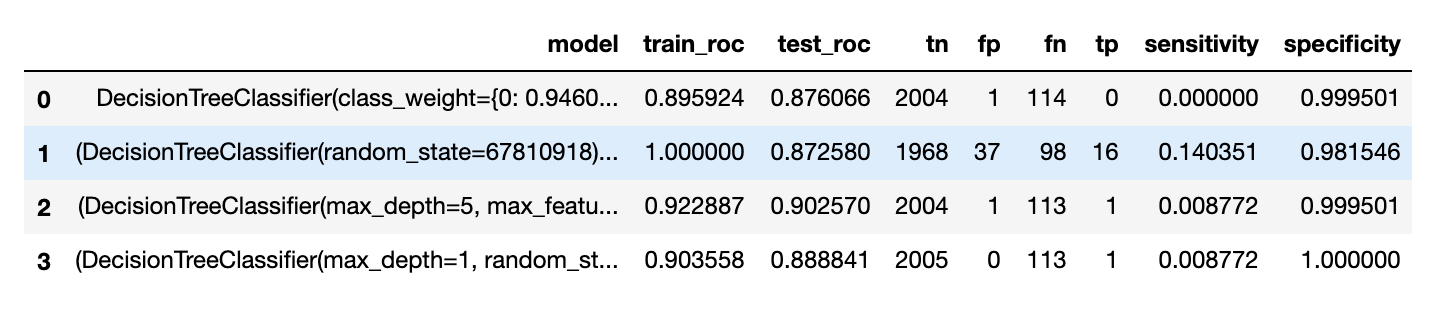 model train_roc test_roc tn fp fn tp sensitivity specificity
0 DecisionTreeClassifier(class_weight={0: 0.9460... 0.895924 0.876066 2004 1 114 0 0.000000 0.999501
1 (DecisionTreeClassifier(random_state=67810918)... 1.000000 0.872580 1968 37 98 16 0.140351 0.981546
2 (DecisionTreeClassifier(max_depth=5, max_featu... 0.922887 0.902570 2004 1 113 1 0.008772 0.999501
3 (DecisionTreeClassifier(max_depth=1, random_st... 0.903558 0.888841 2005 0 113 1 0.008772 1.000000